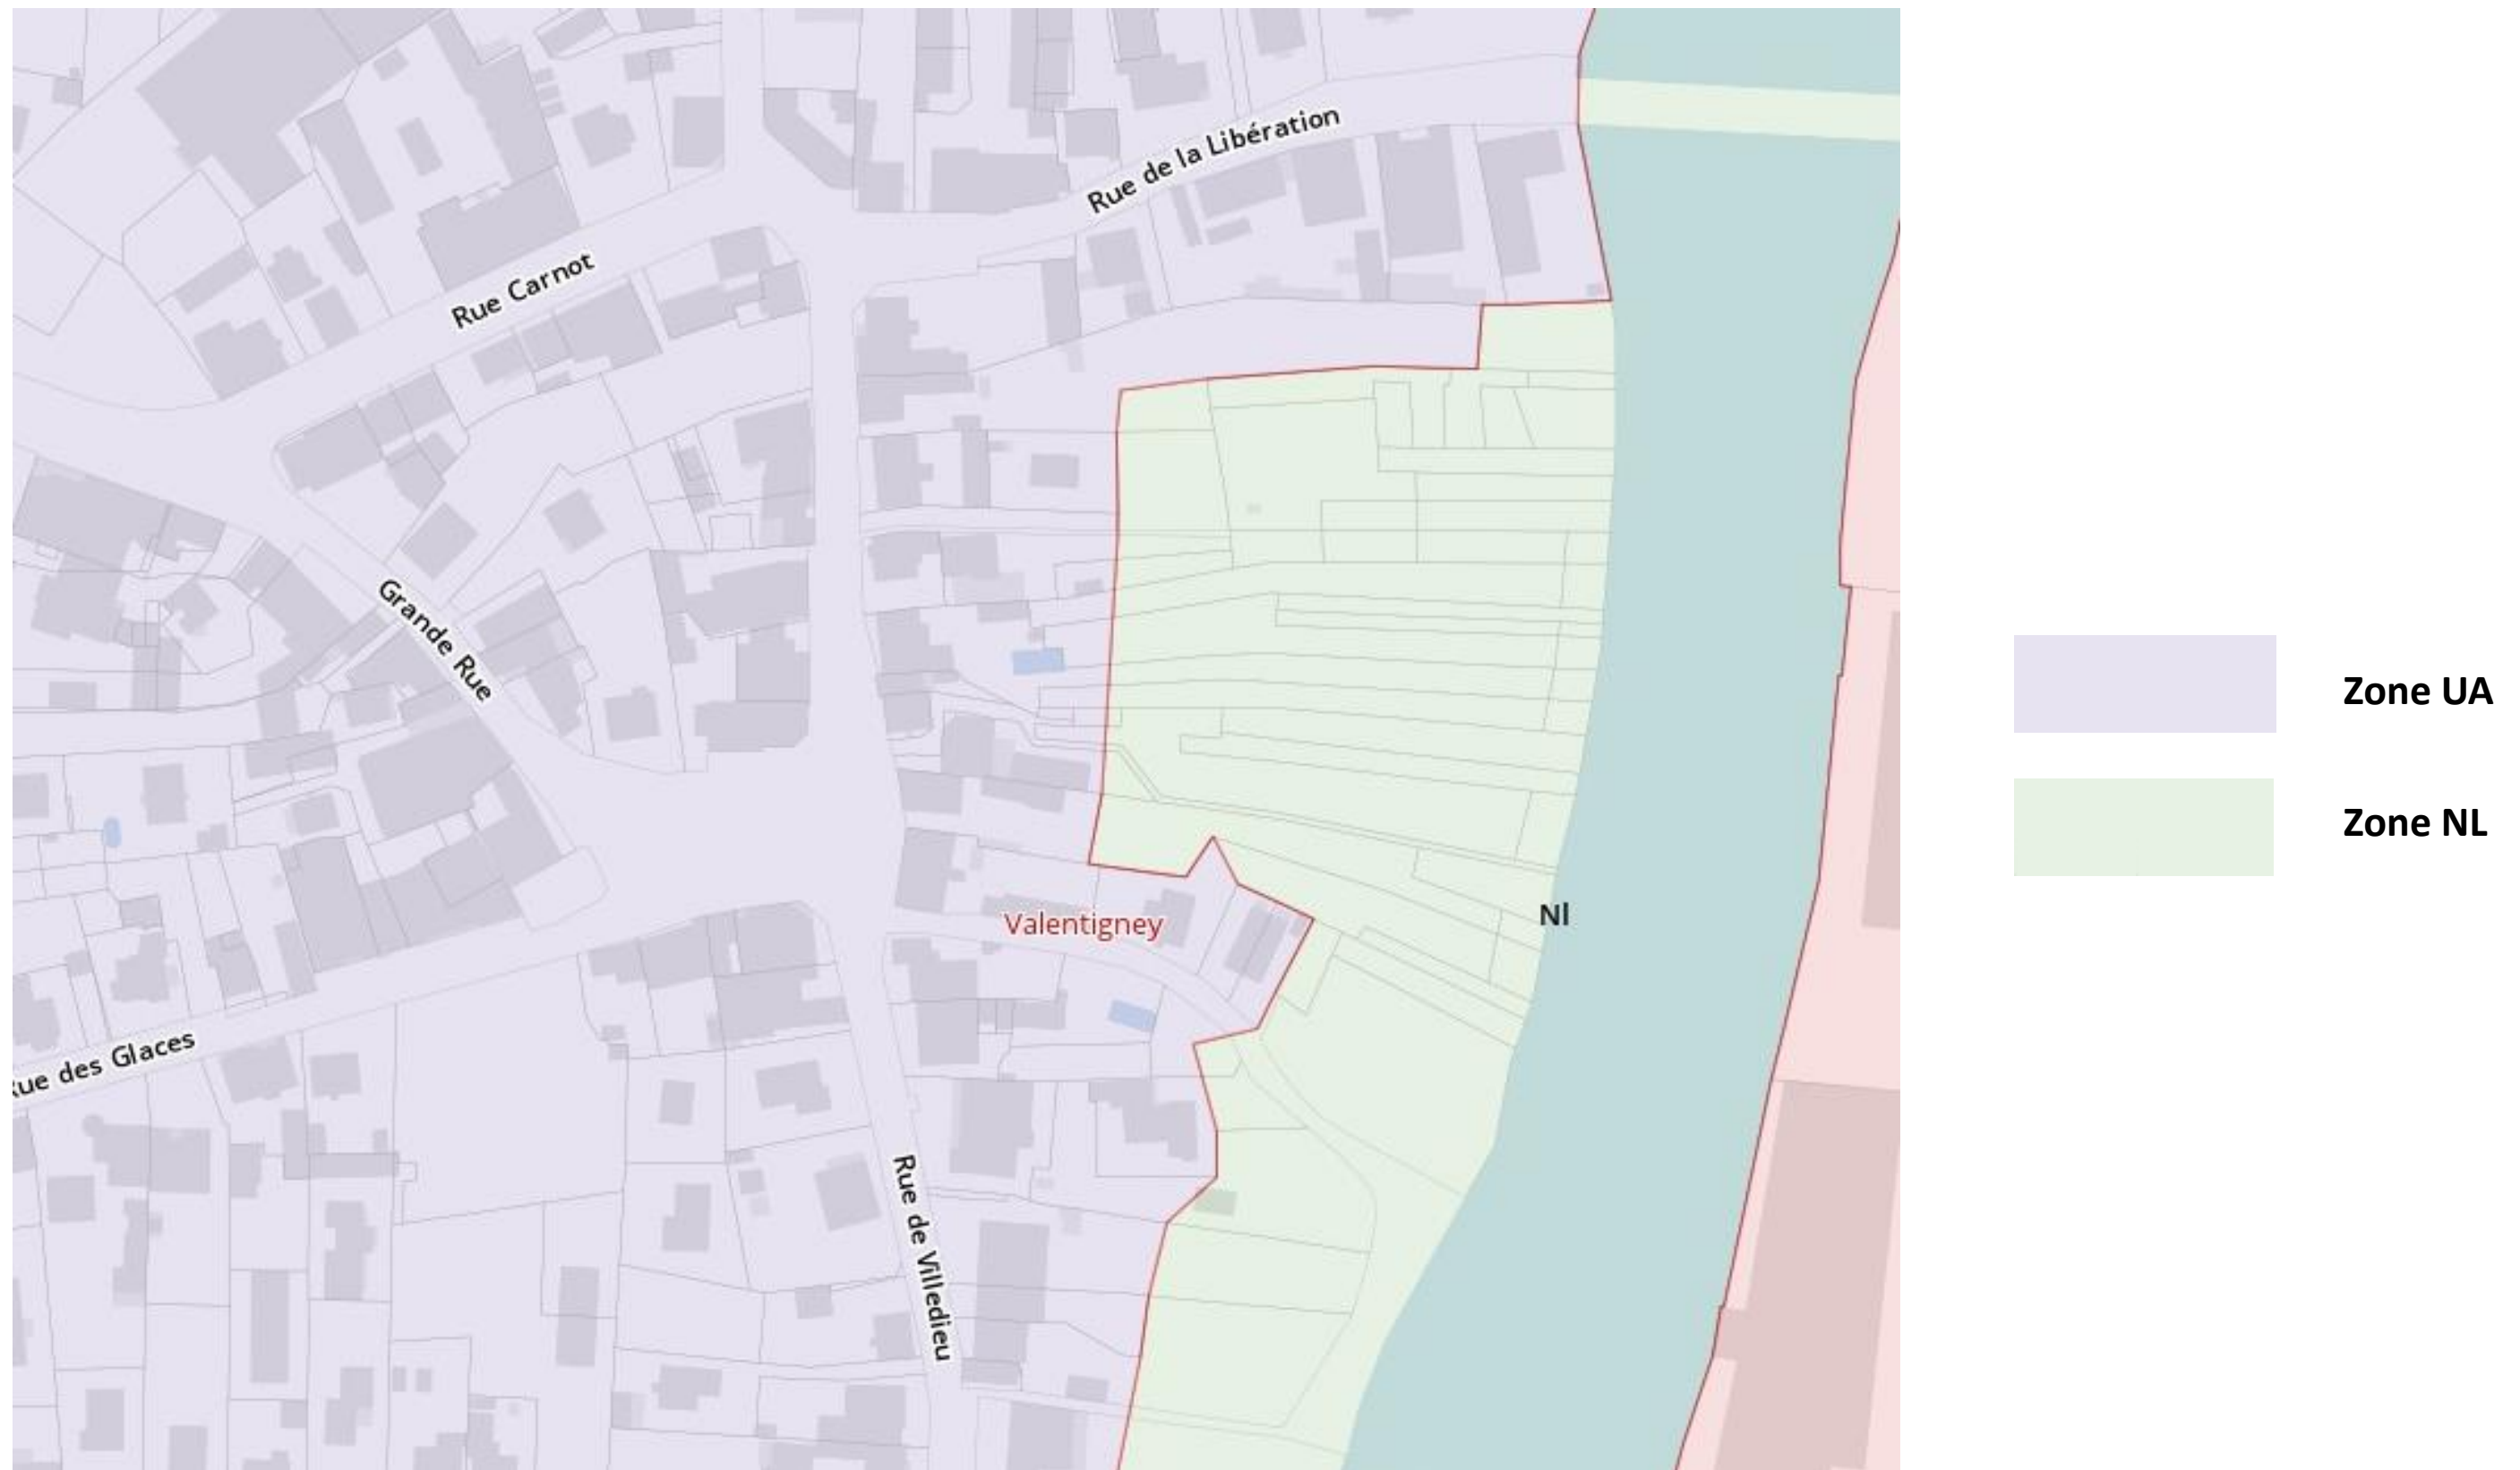 Rue de la Libération
Rue Carnot
Grande Rue
Zone UA
Zone NL
Valentigney
Nl
Rue des Glaces
Rue de Villedieu